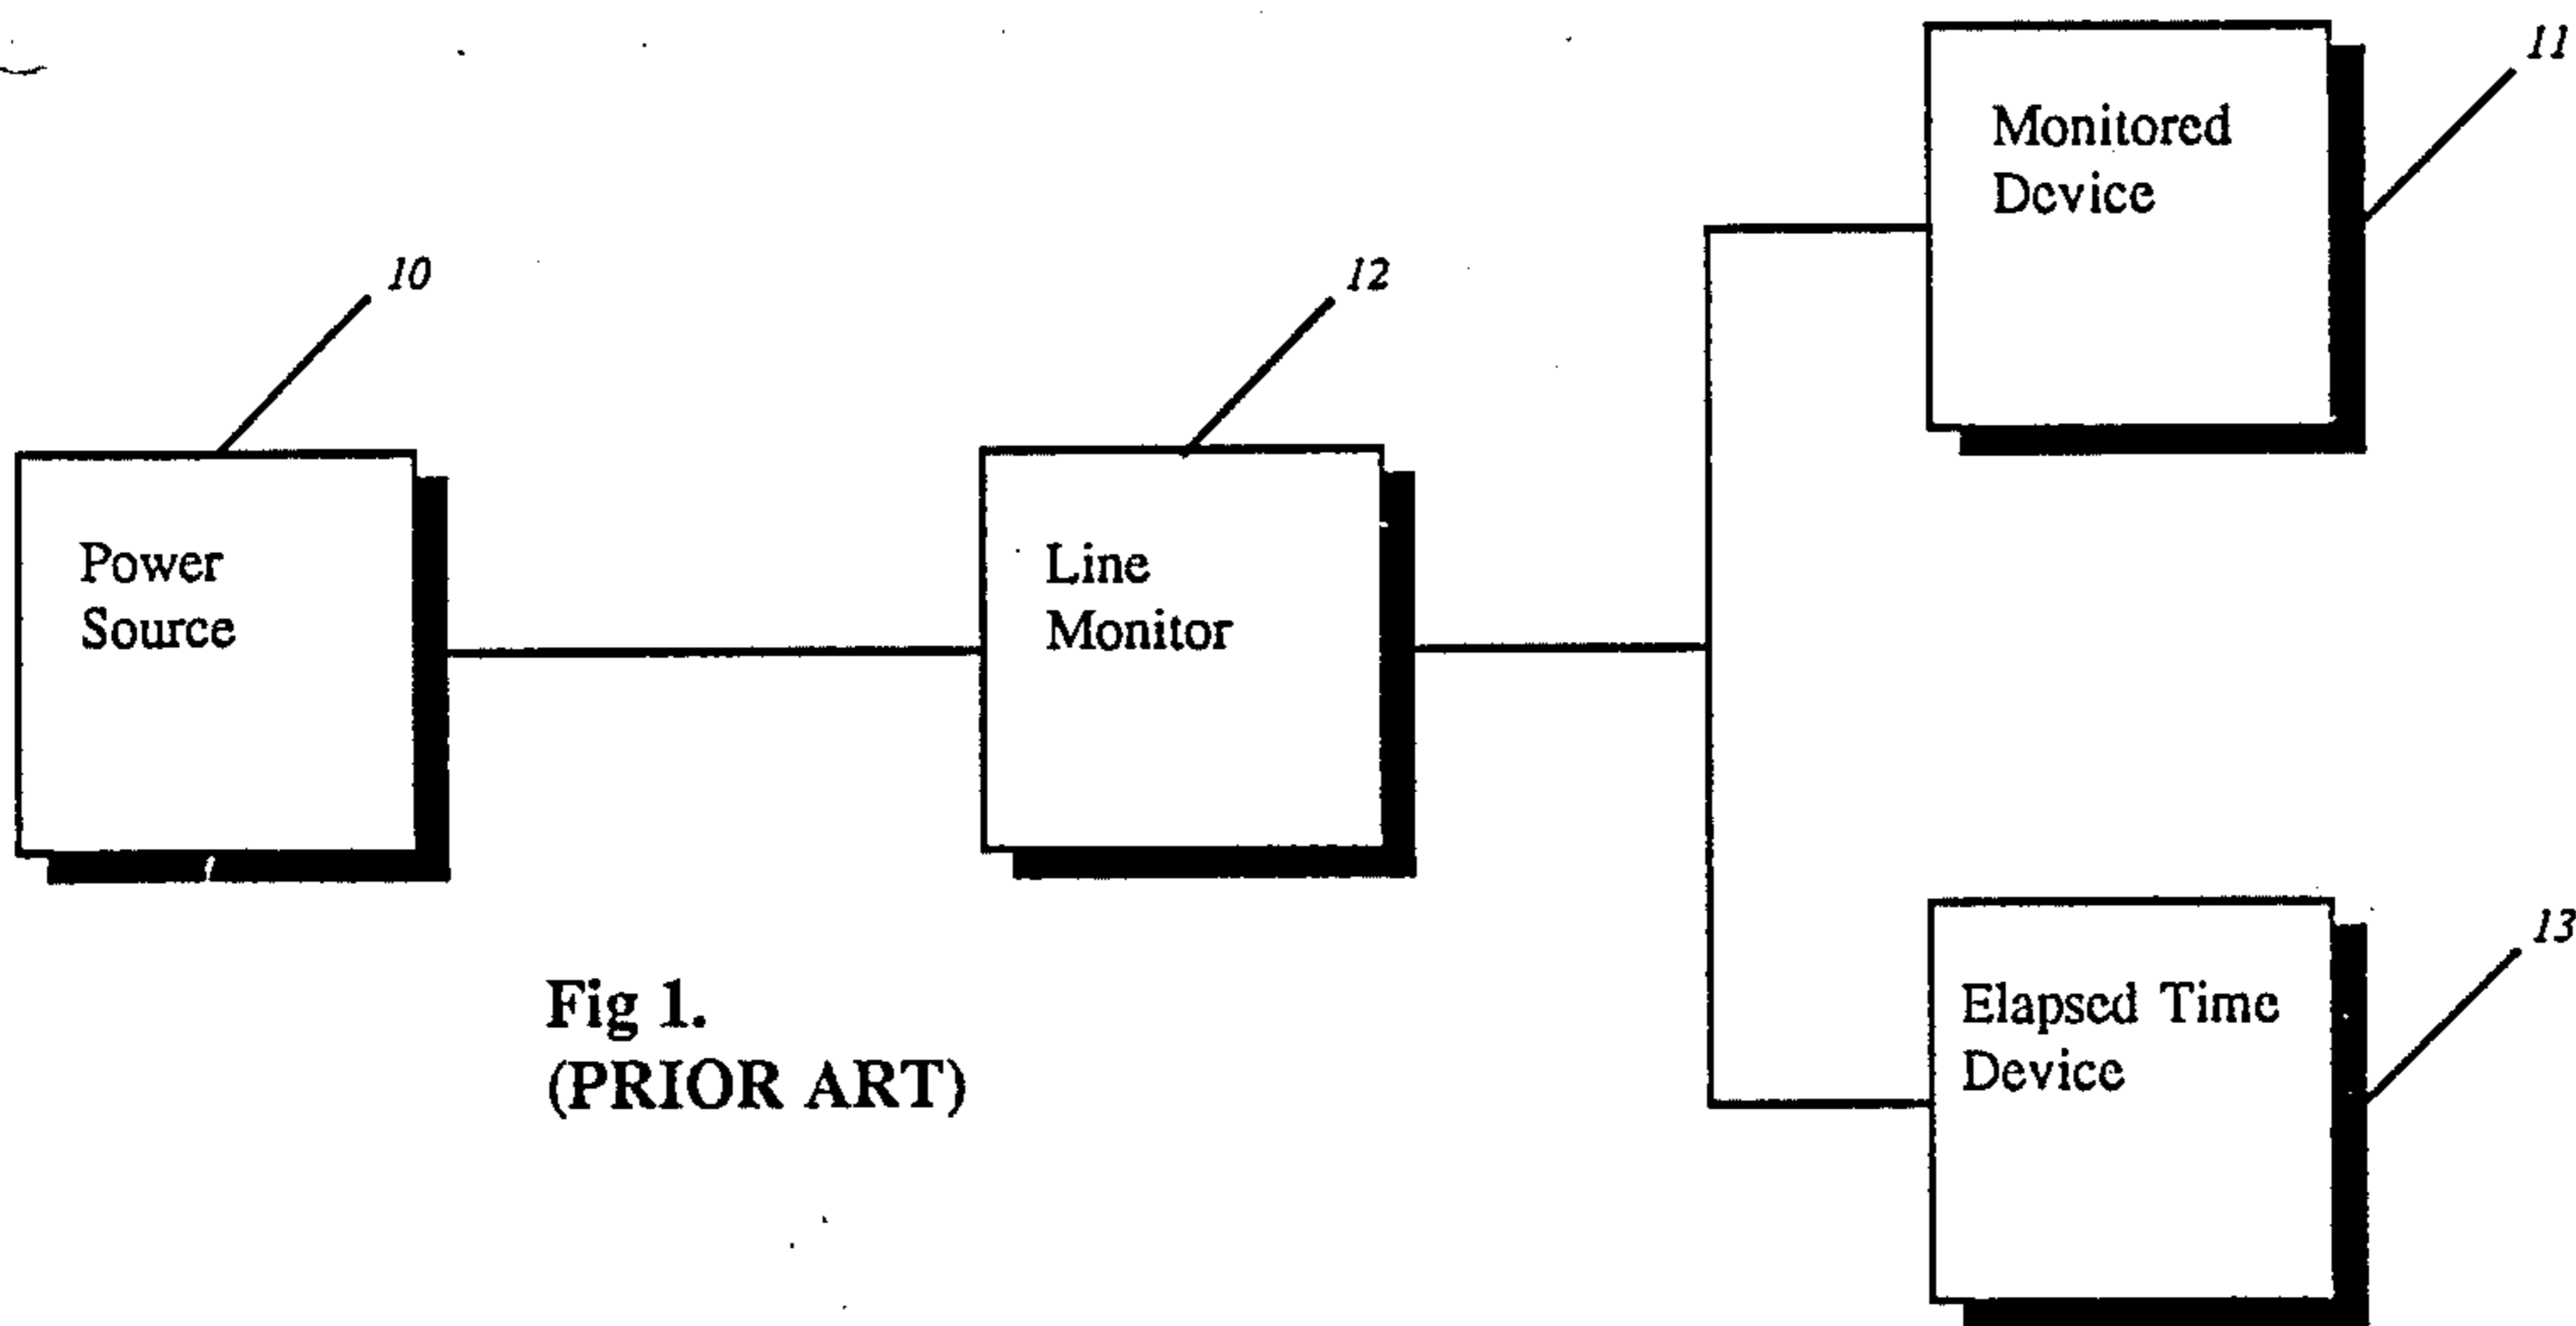 11
Monitored
Device
10
12
Power
Source
Line
Monitor
13
Elapsed Time
Device
Fig 1.
(PRIOR ART)